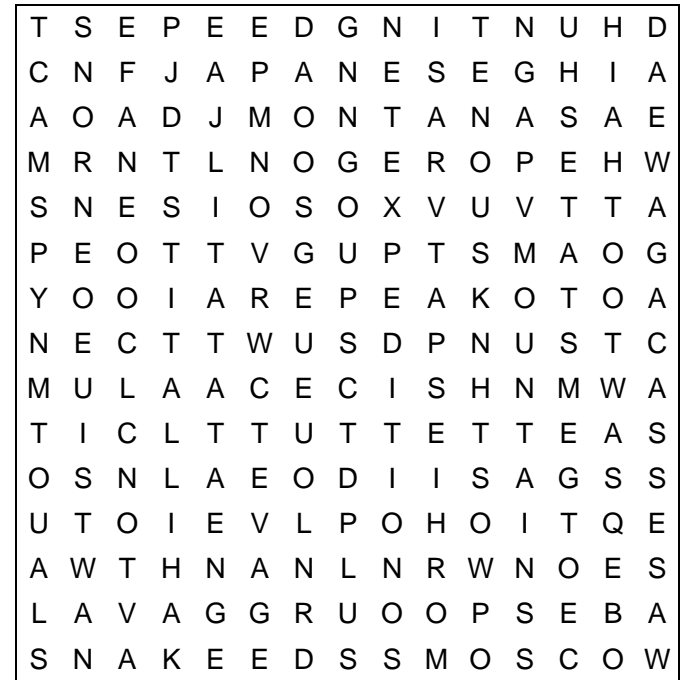 T S E P E E D G N I T N U H D
C N F J A P A N E S E G H I A
A O A D J M O N T A N A S A E
M R N T L N O G E R O P E H W
S N E S I O S O X V U V T T A
P E O T T V G U P T S M A O G
Y O O I A R E P E A K O T O A
N E C T T W U S D P N U S T C
M U L A A C E C I S H N M W A
T I C L T T U T T E T T E A S
O S N L A E O D I I S A G S S
U T O I E V L P O H O I T Q E
A W T H N A N L N R W N O E S
L A V A G G R U O O P S E B A
S N A K E E D S S M O S C O W